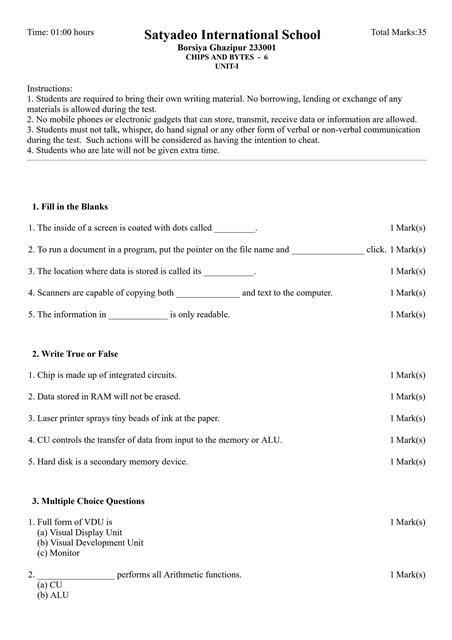 Time: 01:00 hours
Satyadeo International School
Total Marks:35
Borsiya Ghazipur 233001
CHIPS AND BYTES - 6
UNIT-I
Instructions:
1. Students are required to bring their own writing material. No borrowing, lending or exchange of any
materials is allowed during the test.
2. No mobile phones or electronic gadgets that can store, transmit, receive data or information are allowed.
3. Students must not talk, whisper, do hand signal or any other form of verbal or non-verbal communication
during the test. Such actions will be considered as having the intention to cheat.
4. Students who are late will not be given extra time.
1. Fill in the Blanks
1. The inside of a screen is coated with dots called _________. 1 Mark(s)
2. To run a document in a program, put the pointer on the file name and ________________ click. 1 Mark(s)
3. The location where data is stored is called its ___________. 1 Mark(s)
4. Scanners are capable of copying both ______________ and text to the computer. 1 Mark(s)
5. The information in _____________ is only readable. 1 Mark(s)
2. Write True or False
1. Chip is made up of integrated circuits. 1 Mark(s)
2. Data stored in RAM will not be erased. 1 Mark(s)
3. Laser printer sprays tiny beads of ink at the paper. 1 Mark(s)
4. CU controls the transfer of data from input to the memory or ALU. 1 Mark(s)
5. Hard disk is a secondary memory device. 1 Mark(s)
3. Multiple Choice Questions
1. Full form of VDU is 1 Mark(s)
(a) Visual Display Unit
(b) Visual Development Unit
(c) Monitor
2. _________________ performs all Arithmetic functions. 1 Mark(s)
(a) CU
(b) ALU